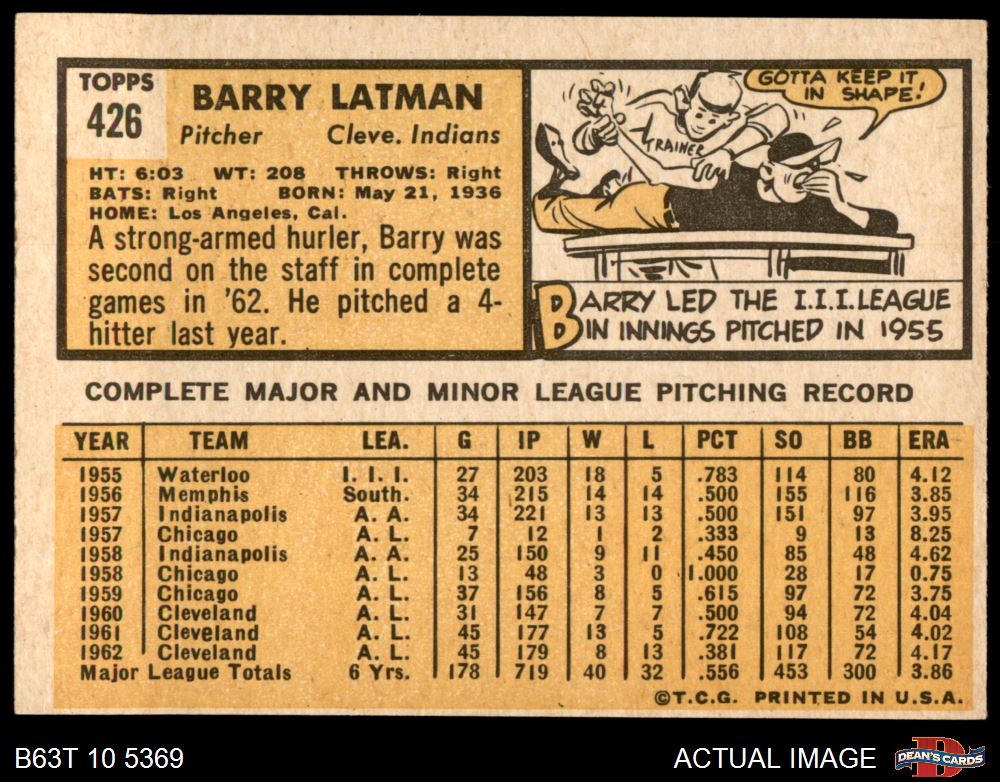 TOPPS
426
BARRY LATMAN
Pitcher Cleve. Indians
HT: 6:03 WT: 208 THROWS: Right
BATS: Right BORN: May 21, 1936
HOME: Los Angeles, Cal.
A strong-armed hurler, Barry was
second on the staff in complete
games in '62. He pitched a 4-
hitter last year.
GOTTA KEEP IT
IN SHAPE!
TRAINER
BARRY LED THE I.I.I. LEAGUE
IN INNINGS PITCHED IN 1955
COMPLETE MAJOR AND MINOR LEAGUE PITCHING RECORD
YEAR TEAM LEA. G IP W L PCT SO BB ERA
1955 Waterloo I. I. I. 27 203 18 5 .783 114 80 4.12
1956 Memphis South. 34 215 14 14 .500 155 116 3.85
1957 Indianapolis A. A. 34 221 13 13 .500 151 97 3.95
1957 Chicago A. L. 7 12 1 2 .333 9 13 8.25
1958 Indianapolis A. A. 25 150 9 11 .450 85 48 4.62
1958 Chicago A. L. 13 48 3 0 1.000 28 17 0.75
1959 Chicago A. L. 37 156 8 5 .615 97 72 3.75
1960 Cleveland A. L. 31 147 7 7 .500 94 72 4.04
1961 Cleveland A. L. 45 177 13 5 .722 108 54 4.02
1962 Cleveland A. L. 45 179 8 13 .381 117 72 4.17
Major League Totals 6 Yrs. 178 719 40 32 .556 453 300 3.86
©T.C.G. PRINTED IN U.S.A.
B63T 10 5369
ACTUAL IMAGE
D
DEAN'S CARDS